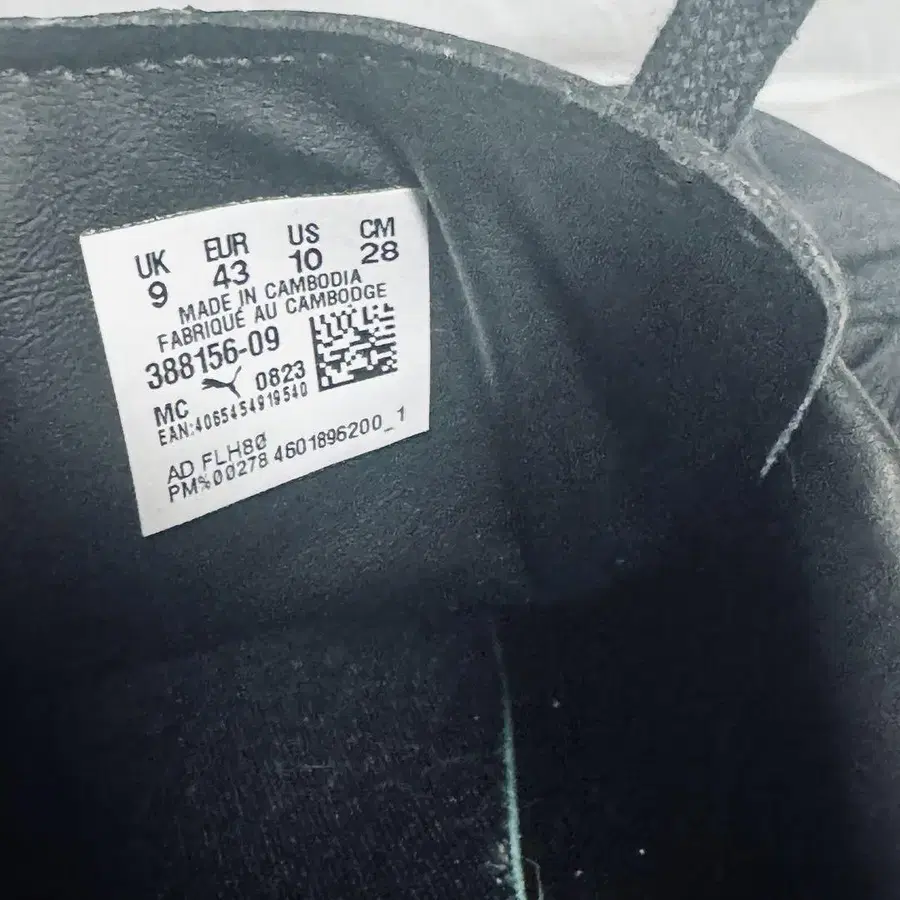 UK EUR US CM
9 43 10 28
MADE IN CAMBODIA
FABRIQUÉ AU CAMBODGE
388156-09
MC 0823
EAN:4065454919540
AD FLH80
PM%00278 4601896200_1